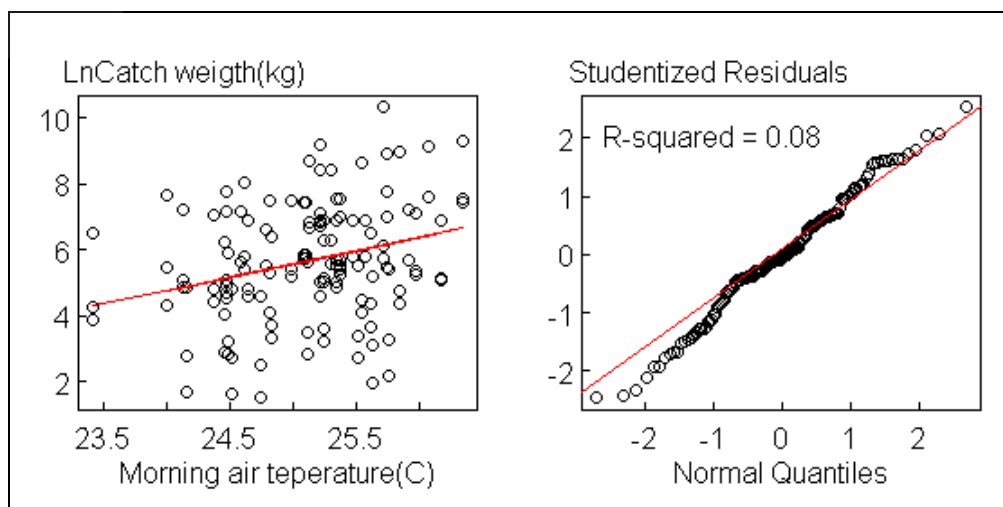 LnCatch weigth(kg)
10
8
6
4
2
23.5 24.5 25.5
Morning air teperature(C)
Studentized Residuals
R-squared = 0.08
2
1
0
-1
-2
-2 -1 0 1 2
Normal Quantiles